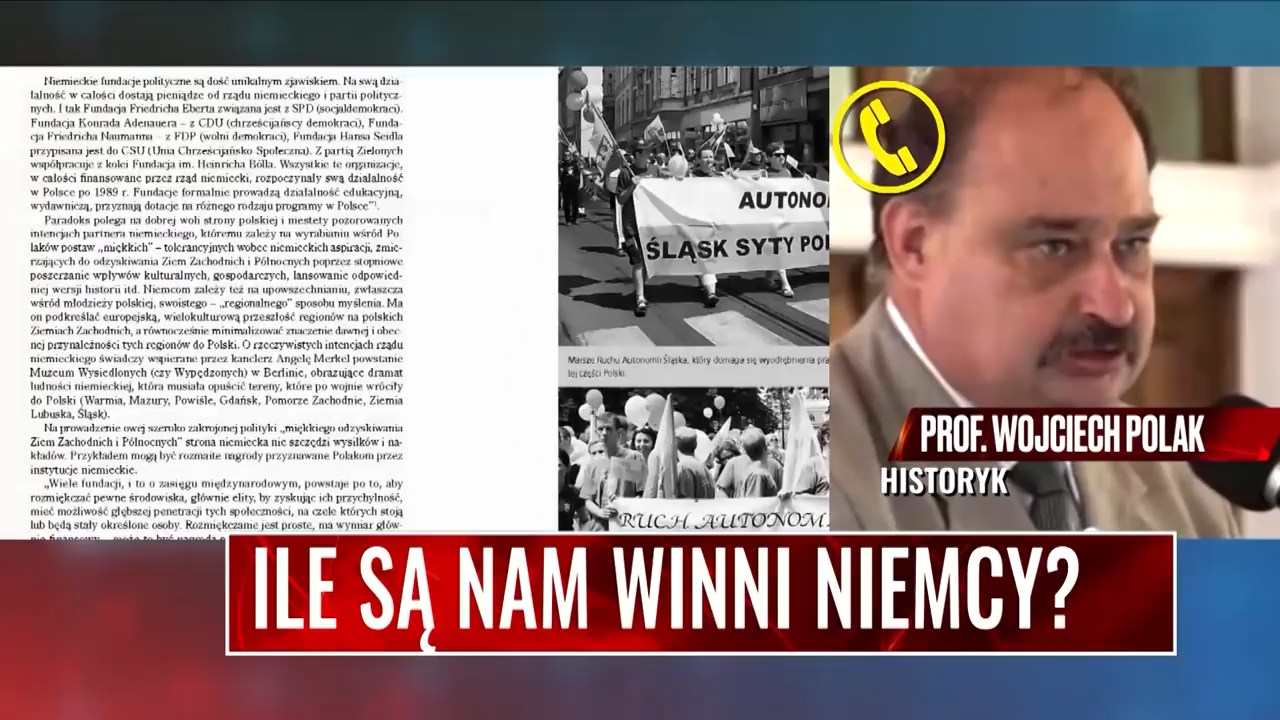 Niemieckie fundacje polityczne są dość unikalnym zjawiskiem. Na swą dzia-
łalność w całości dostają pieniądze od rządu niemieckiego i partii politycz-
nych. I tak Fundacja Friedricha Eberta związana jest z SPD (socjaldemokraci).
Fundacja Konrada Adenauera – z CDU (chrześcijańscy demokraci), Funda-
cja Friedricha Naumanna – z FDP (wolni demokraci), Fundacja Hansa Seidla
przypisana jest do CSU (Unia Chrześcijańsko Społeczna). Z partią Zielonych
współpracuje z kolei Fundacja im. Heinricha Bölla. Wszystkie te organizacje,
w całości finansowane przez rząd niemiecki, rozpoczynały swą działalność
w Polsce po 1989 r. Fundacje formalnie prowadzą działalność edukacyjną,
wydawniczą, przyznają dotacje na różnego rodzaju programy w Polsce”¹.
Paradoks polega na dobrej woli strony polskiej i niestety pozorowanych
intencjach partnera niemieckiego, któremu zależy na wyrabianiu wśród Po-
laków postaw „miękkich” – tolerancyjnych wobec niemieckich aspiracji, zmie-
rzających do odzyskiwania Ziem Zachodnich i Północnych poprzez stopniowe
poszerzanie wpływów kulturalnych, gospodarczych, lansowanie odpowied-
niej wersji historii itd. Niemcom zależy też na upowszechnianiu, zwłaszcza
wśród młodzieży polskiej, swoistego – „regionalnego” sposobu myślenia. Ma
on podkreślać europejską, wielokulturową przeszłość regionów na polskich
Ziemiach Zachodnich, a równocześnie minimalizować znaczenie dawnej i obec-
nej przynależności tych regionów do Polski. O rzeczywistych intencjach rządu
niemieckiego świadczy wspierane przez kanclerz Angelę Merkel powstanie
Muzeum Wysiedlonych (czy Wypędzonych) w Berlinie, obrazujące dramat
ludności niemieckiej, która musiała opuścić tereny, które po wojnie wróciły
do Polski (Warmia, Mazury, Powiśle, Gdańsk, Pomorze Zachodnie, Ziemia
Lubuska, Śląsk).
Na prowadzenie owej szeroko zakrojonej polityki „miękkiego odzyskiwania
Ziem Zachodnich i Północnych” strona niemiecka nie szczędzi wysiłków i na-
kładów. Przykładem mogą być rozmaite nagrody przyznawane Polakom przez
instytucje niemieckie.
„Wiele fundacji, i to o zasięgu międzynarodowym, powstaje po to, aby
rozmiękczać pewne środowiska, głównie elity, by zyskując ich przychylność,
mieć możliwość głębszej penetracji tych społeczności, na czele których stoją
lub będą stały określone osoby. Rozmiękczanie jest proste, ma wymiar głów-
AUTONO
ŚLĄSK SYTY POL
Marsze Ruchu Autonomii Śląska, który domaga się wyodrębnienia pra
tej części Polski.
RUCH AUTONOMI
PROF. WOJCIECH POLAK
HISTORYK
ILE SĄ NAM WINNI NIEMCY?